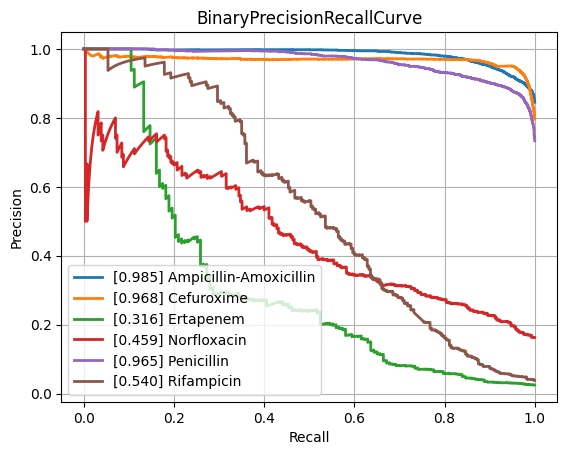 BinaryPrecisionRecallCurve
Precision
1.0
0.8
0.6
0.4
0.2
0.0
[0.985] Ampicillin-Amoxicillin
[0.968] Cefuroxime
[0.316] Ertapenem
[0.459] Norfloxacin
[0.965] Penicillin
[0.540] Rifampicin
0.0 0.2 0.4 0.6 0.8 1.0
Recall